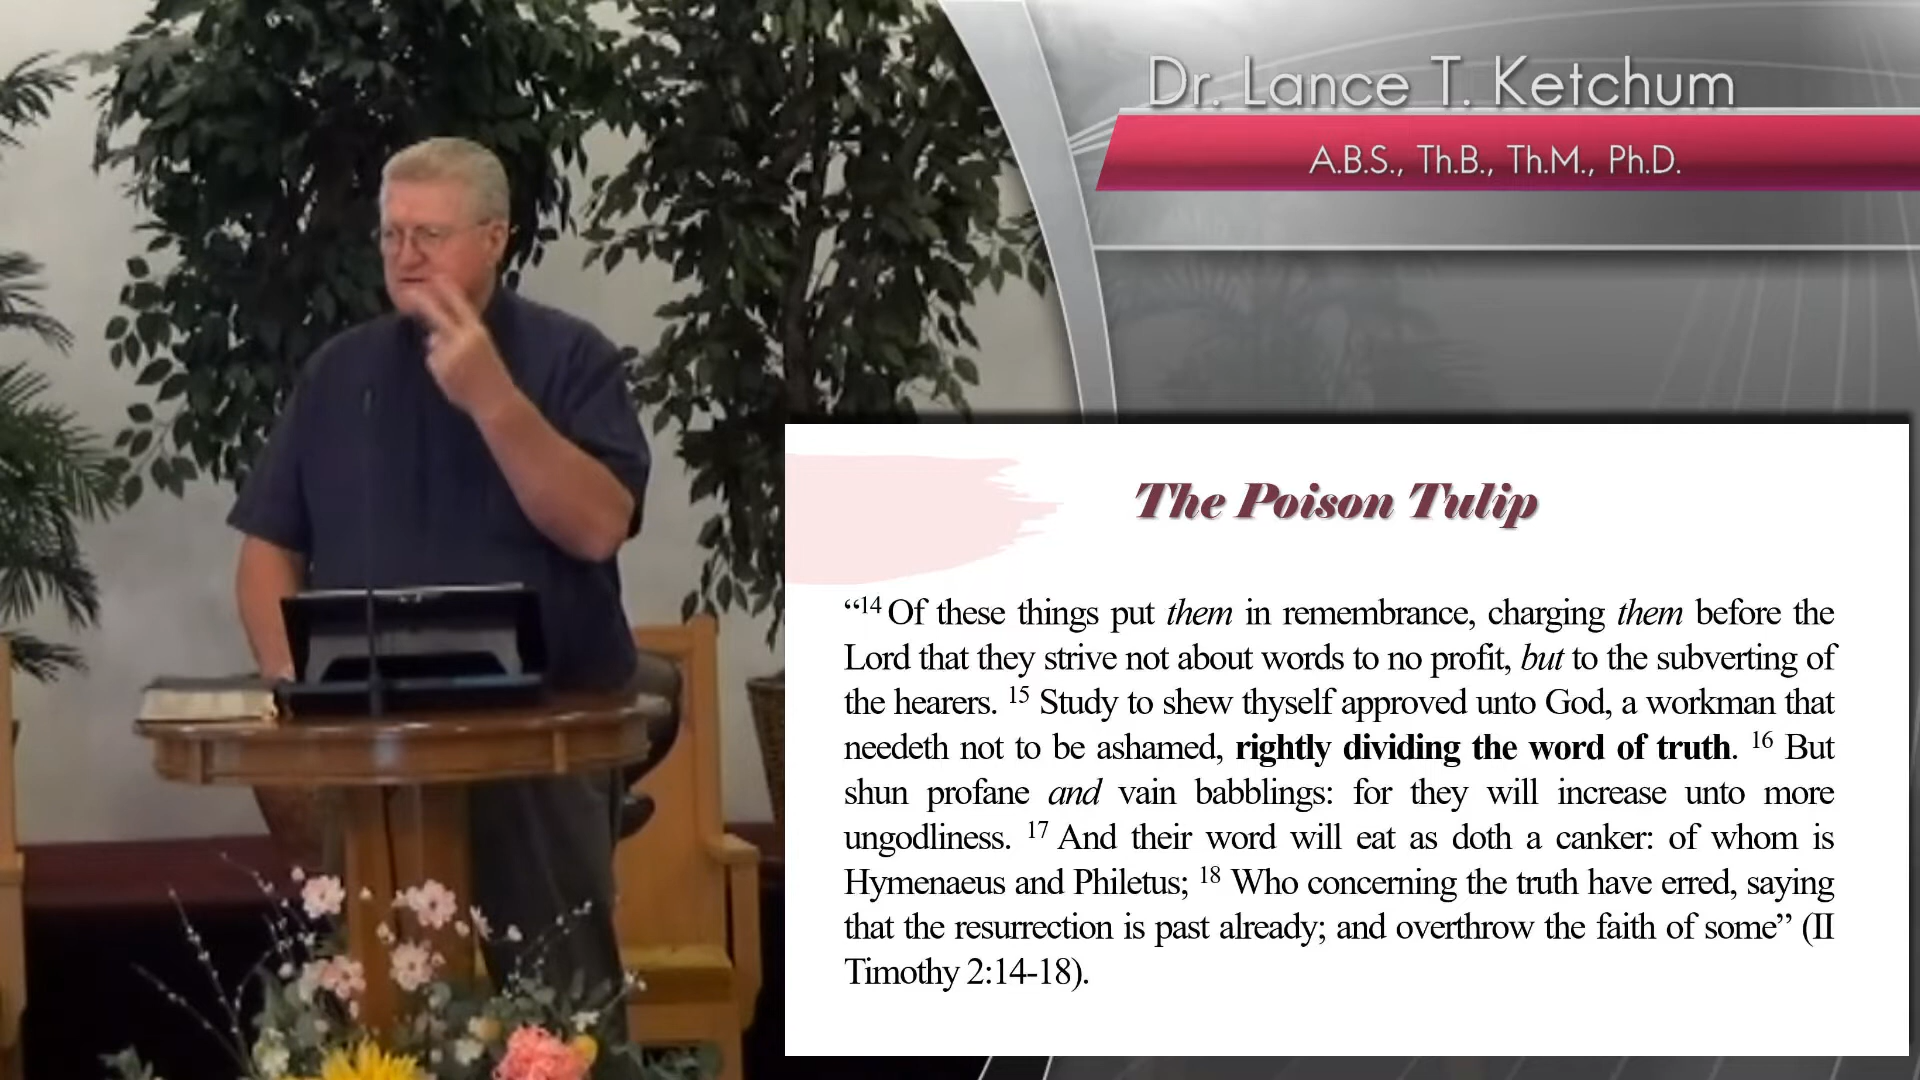 Dr. Lance T. Ketchum
A.B.S., Th.B., Th.M., Ph.D.
The Poison Tulip
“14 Of these things put them in remembrance, charging them before the
Lord that they strive not about words to no profit, but to the subverting of
the hearers. 15 Study to shew thyself approved unto God, a workman that
needeth not to be ashamed, rightly dividing the word of truth. 16 But
shun profane and vain babblings: for they will increase unto more
ungodliness. 17 And their word will eat as doth a canker: of whom is
Hymenaeus and Philetus; 18 Who concerning the truth have erred, saying
that the resurrection is past already; and overthrow the faith of some” (II
Timothy 2:14-18).